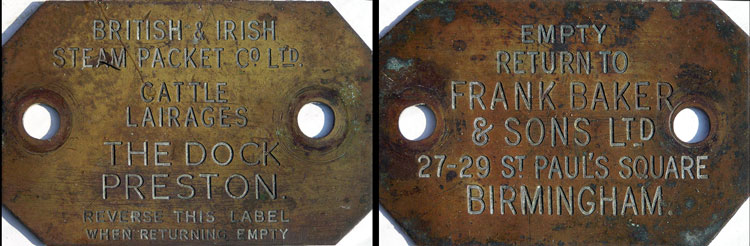 BRITISH & IRISH
STEAM PACKET CO LTD.
CATTLE
LAIRAGES
THE DOCK
PRESTON.
REVERSE THIS LABEL
WHEN RETURNING EMPTY
EMPTY
RETURN TO
FRANK BAKER
& SONS LTD
27-29 ST PAUL'S SQUARE
BIRMINGHAM.